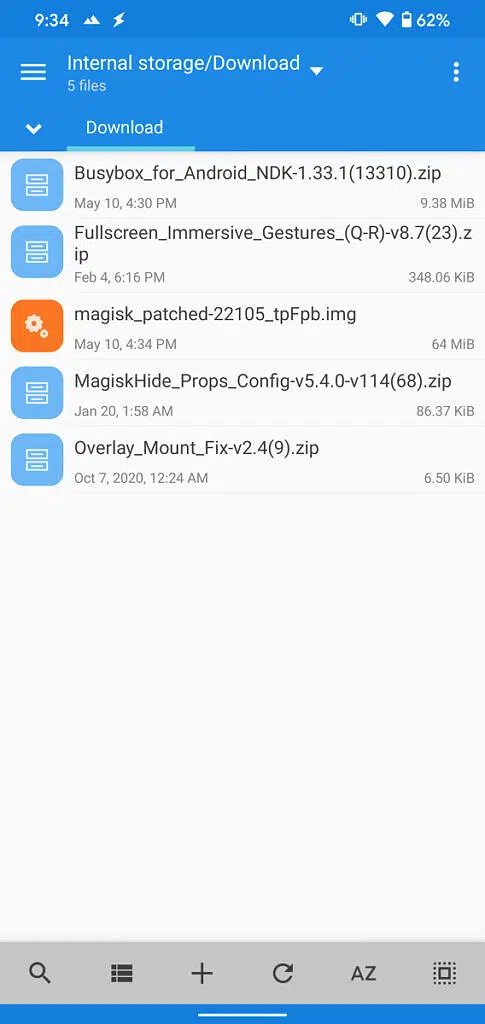 9:34 62%
Internal storage/Download
5 files
Download
Busybox_for_Android_NDK-1.33.1(13310).zip
May 10, 4:30 PM 9.38 MiB
Fullscreen_Immersive_Gestures_(Q-R)-v8.7(23).z
ip
Feb 4, 6:16 PM 348.06 KiB
magisk_patched-22105_tpFpb.img
May 10, 4:34 PM 64 MiB
MagiskHide_Props_Config-v5.4.0-v114(68).zip
Jan 20, 1:58 AM 86.37 KiB
Overlay_Mount_Fix-v2.4(9).zip
Oct 7, 2020, 12:24 AM 6.50 KiB
AZ